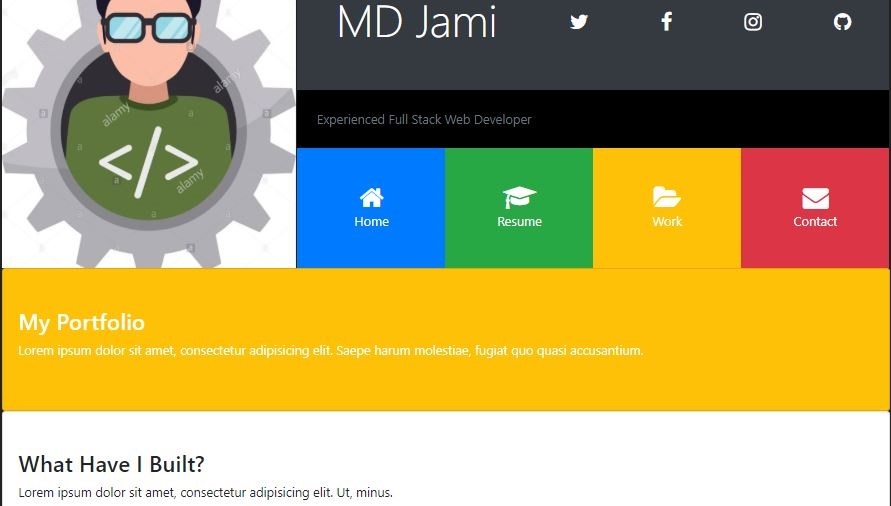 MD Jami
Experienced Full Stack Web Developer
alamy
alamy
alamy
</>
Home
Resume
Work
Contact
My Portfolio
Lorem ipsum dolor sit amet, consectetur adipisicing elit. Saepe harum molestiae, fugiat quo quasi accusantium.
What Have I Built?
Lorem ipsum dolor sit amet, consectetur adipisicing elit. Ut, minus.